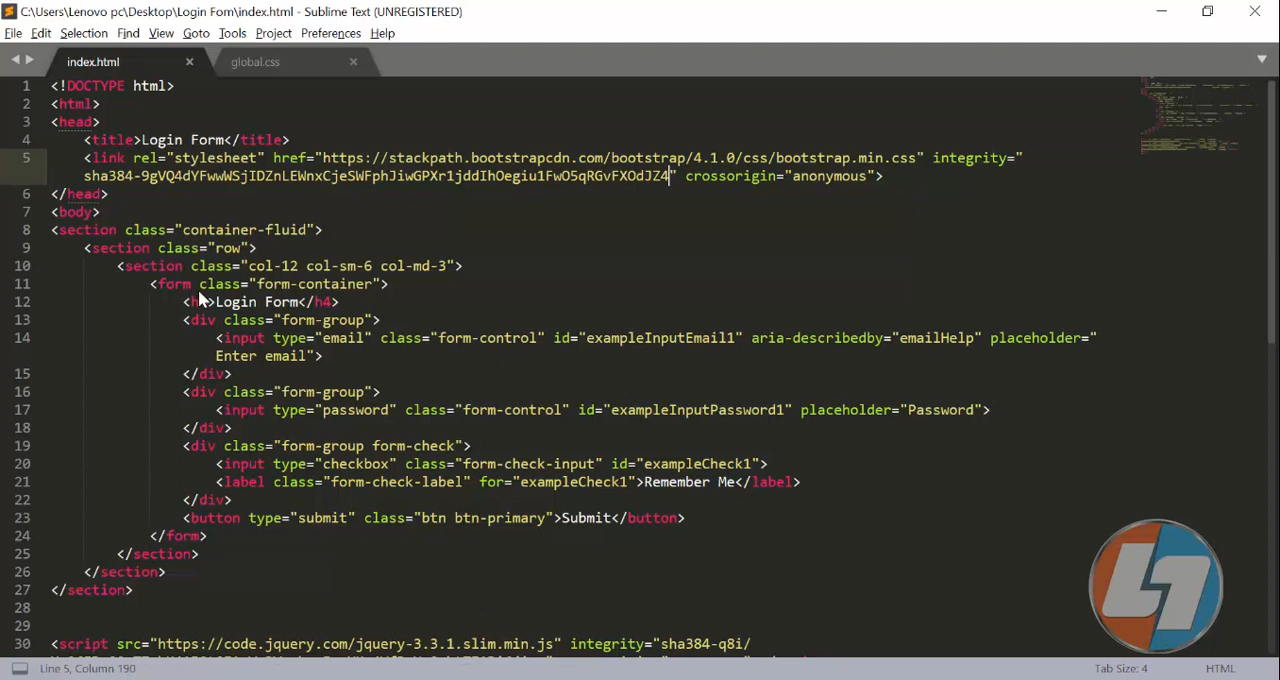 C:\Users\Lenovo pc\Desktop\Login Fom\index.html - Sublime Text (UNREGISTERED)
File Edit Selection Find View Goto Tools Project Preferences Help
index.html × global.css ×
1 <!DOCTYPE html>
2 <html>
3 <head>
4 <title>Login Form</title>
5 <link rel="stylesheet" href="https://stackpath.bootstrapcdn.com/bootstrap/4.1.0/css/bootstrap.min.css" integrity="
sha384-9gVQ4dYFwwWSjIDZnLEWnxCjeSWFphJiwGPXr1jddIhOegiu1FwO5qRGvFXOdJZ4" crossorigin="anonymous">
6 </head>
7 <body>
8 <section class="container-fluid">
9 <section class="row">
10 <section class="col-12 col-sm-6 col-md-3">
11 <form class="form-container">
12 <h >Login Form</h4>
13 <div class="form-group">
14 <input type="email" class="form-control" id="exampleInputEmail1" aria-describedby="emailHelp" placeholder="
Enter email">
15 </div>
16 <div class="form-group">
17 <input type="password" class="form-control" id="exampleInputPassword1" placeholder="Password">
18 </div>
19 <div class="form-group form-check">
20 <input type="checkbox" class="form-check-input" id="exampleCheck1">
21 <label class="form-check-label" for="exampleCheck1">Remember Me</label>
22 </div>
23 <button type="submit" class="btn btn-primary">Submit</button>
24 </form>
25 </section>
26 </section>
27 </section>
28
29
30 <script src="https://code.jquery.com/jquery-3.3.1.slim.min.js" integrity="sha384-q8i/
Line 5, Column 190 Tab Size: 4 HTML